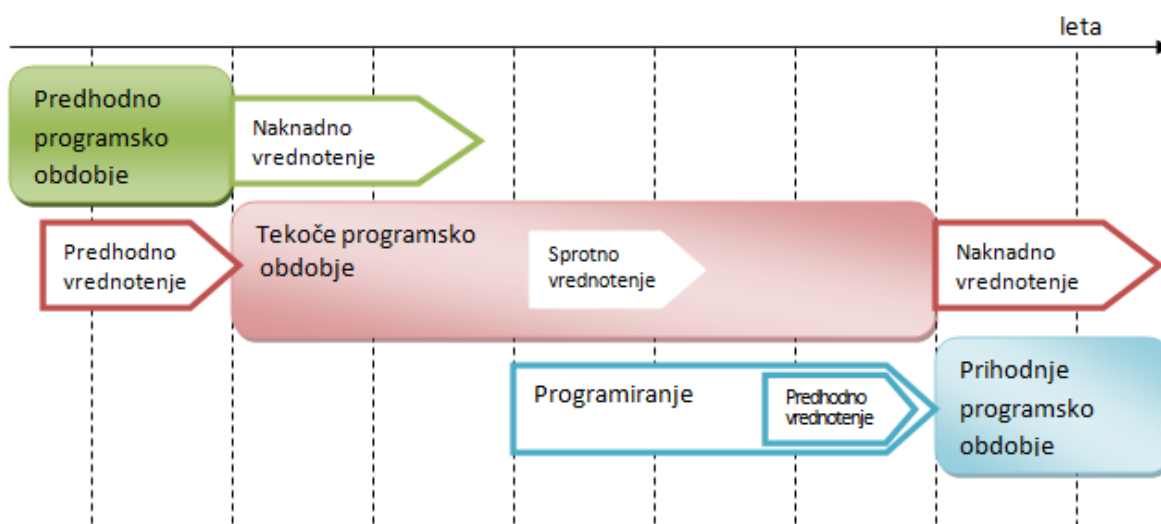 leta
Predhodno
programsko
obdobje
Naknadno
vrednotenje
Predhodno
vrednotenje
Tekoče programsko
obdobje
Sprotno
vrednotenje
Naknadno
vrednotenje
Programiranje
Predhodno
vrednotenje
Prihodnje
programsko
obdobje